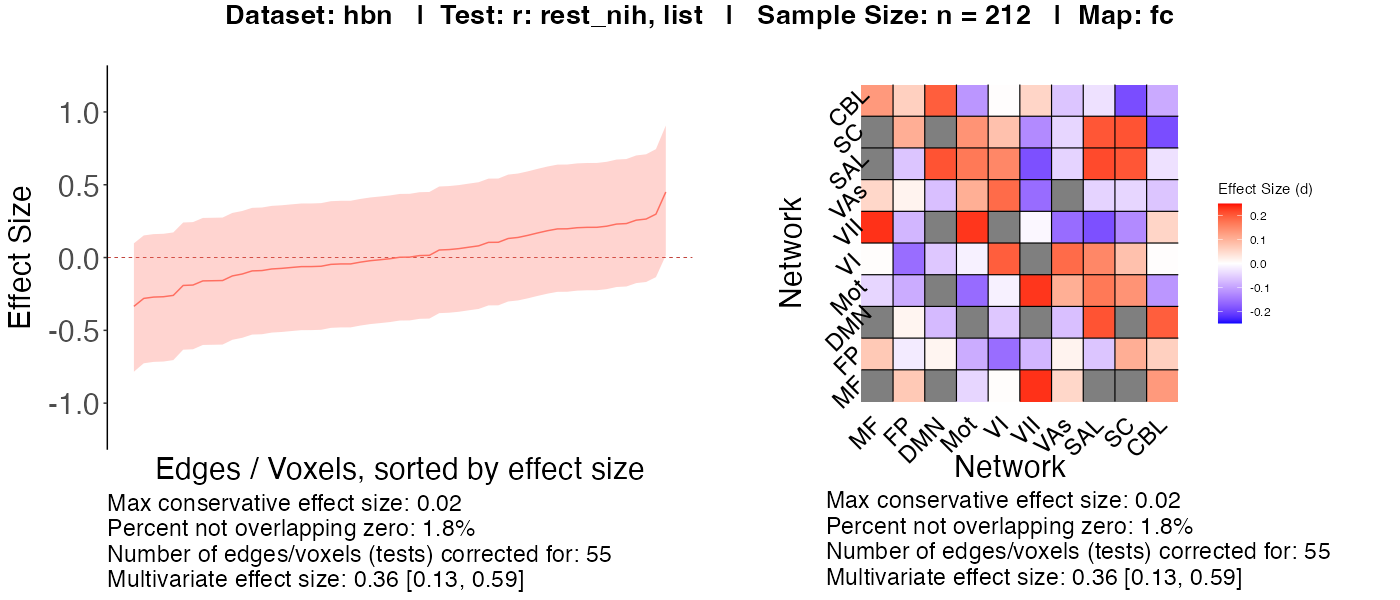 Dataset: hbn | Test: r: rest_nih, list | Sample Size: n = 212 | Map: fc
1.0
0.5
0.0
-0.5
-1.0
Effect Size
Edges / Voxels, sorted by effect size
Max conservative effect size: 0.02
Percent not overlapping zero: 1.8%
Number of edges/voxels (tests) corrected for: 55
Multivariate effect size: 0.36 [0.13, 0.59]
Network
CBL
SC
SAL
VAs
VII
VI
Mot
DMN
FP
MF
MF
FP
DMN
Mot
VI
VII
VAs
SAL
SC
CBL
Network
Effect Size (d)
0.2
0.1
0.0
-0.1
-0.2
Max conservative effect size: 0.02
Percent not overlapping zero: 1.8%
Number of edges/voxels (tests) corrected for: 55
Multivariate effect size: 0.36 [0.13, 0.59]